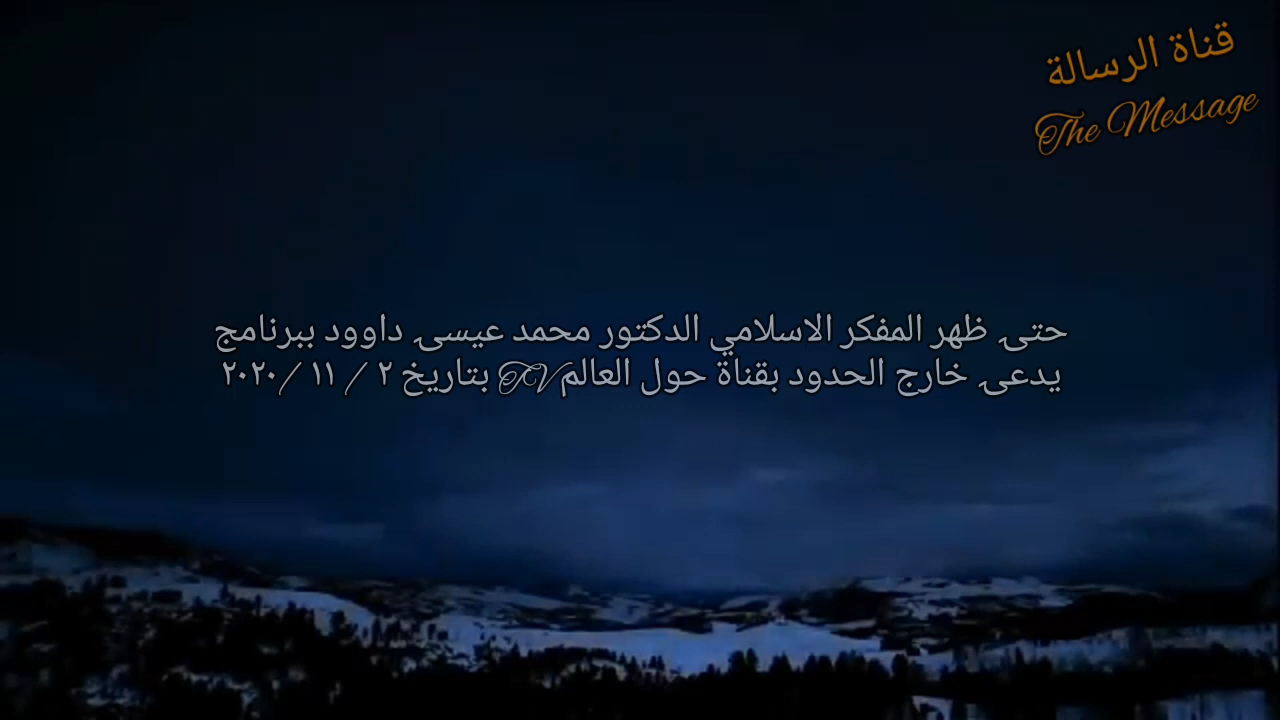 قناة الرسالة
The Message
حتى ظهر المفكر الاسلامي الدكتور محمد عيسى داوود ببرنامج
يدعى خارج الحدود بقناة حول العالمTV بتاريخ ٢ / ١١ /٢٠٢٠